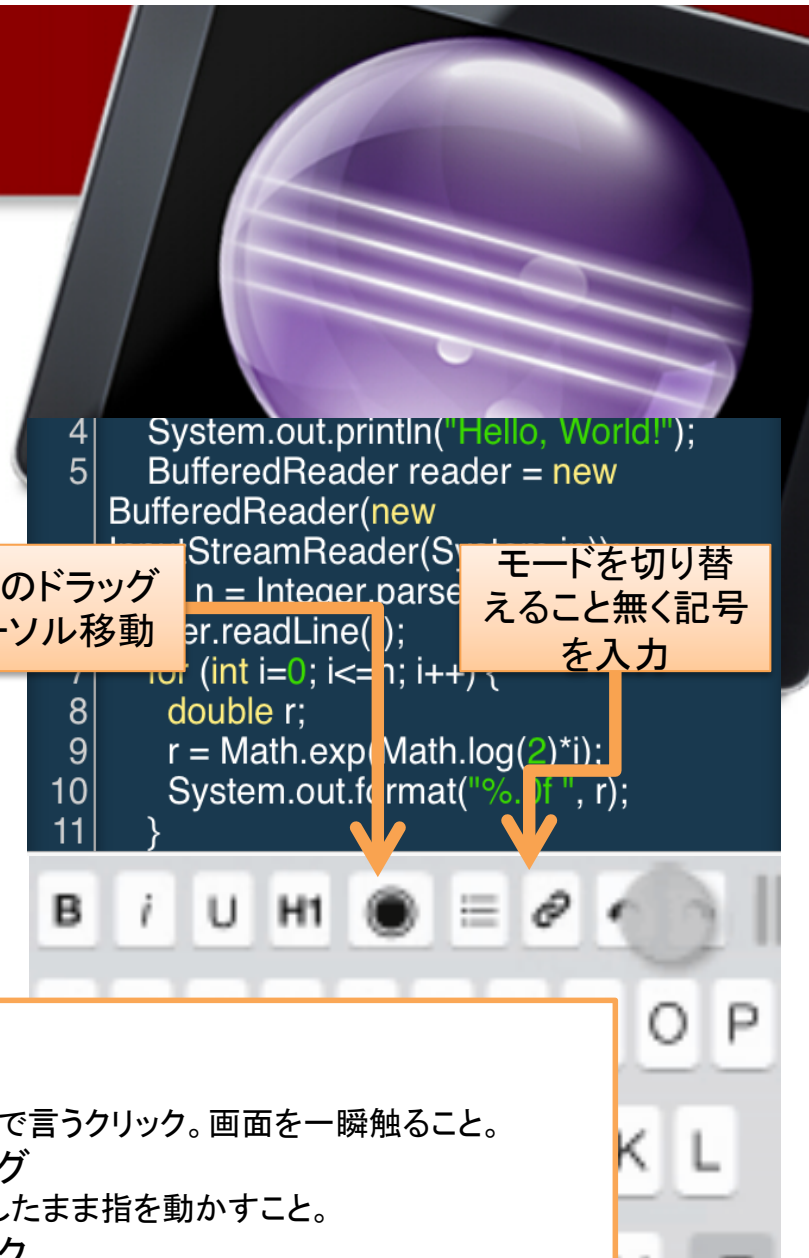 4 System.out.println("Hello, World!");
5 BufferedReader reader = new
BufferedReader(new
StreamReader(S
のドラッグ
ーソル移動
モードを切り替
えること無く記号
を入力
n = Integer.parse
er.readLine( );
7 for (int i=0; i<=n; i++) {
8 double r;
9 r = Math.exp(Math.log(2)*i);
10 System.out.format("%.0f ", r);
11 }
B i U H1
O P
K L
で言うクリック。画面を一瞬触ること。
グ
したまま指を動かすこと。
ク